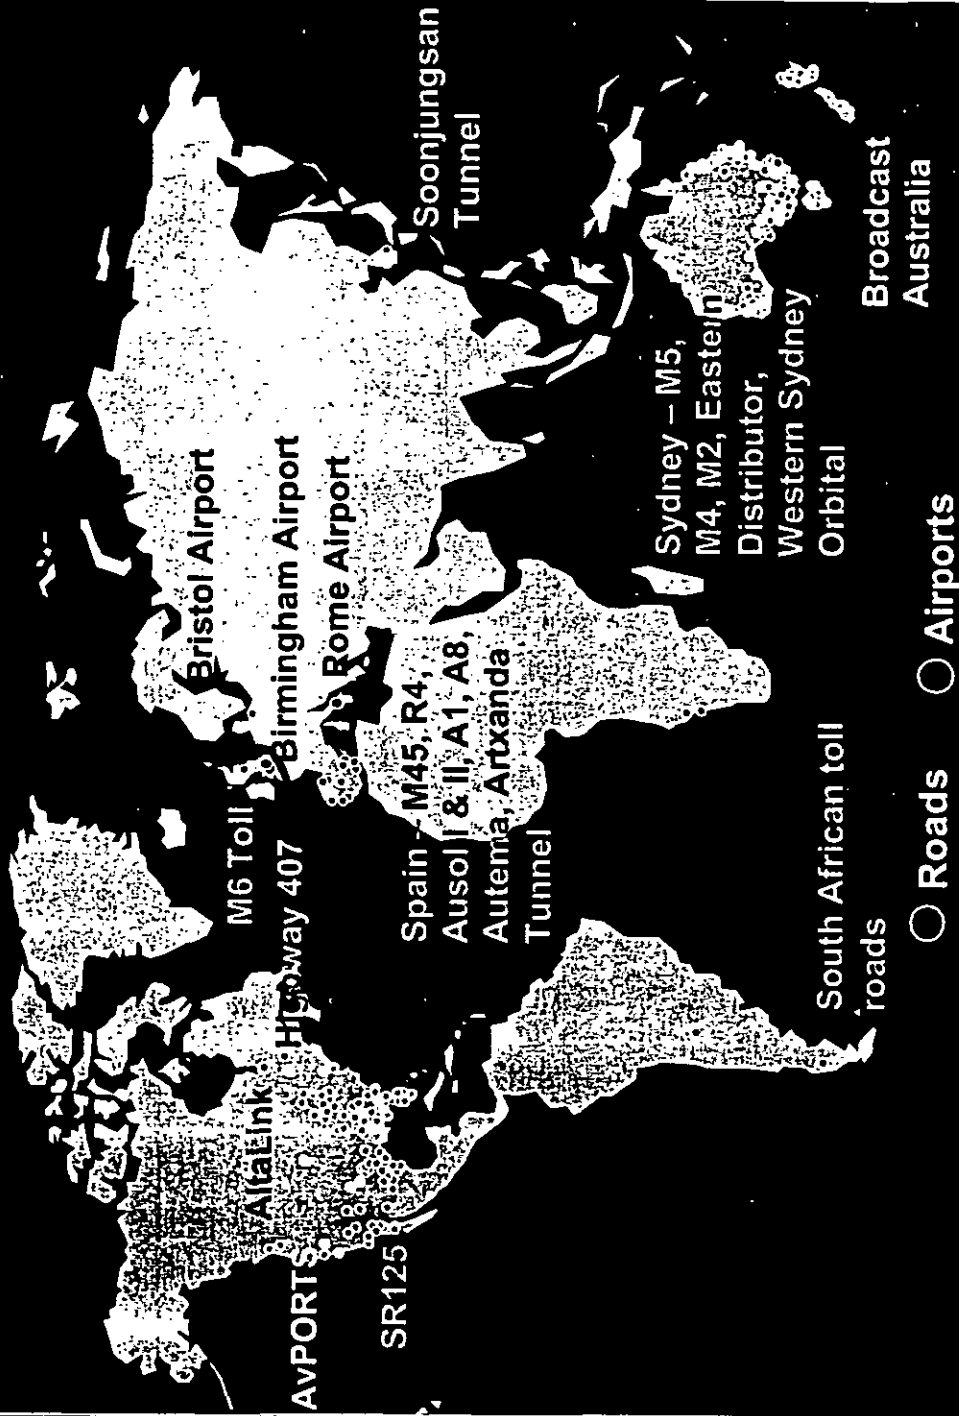 AvPORTS
SR125
AltaLink
Highway 407
M6 Toll
Bristol Airport
Birmingham Airport
Rome Airport
Spain – M45, R4,
Ausol I & II, A1, A8,
Autema, Artxanda
Tunnel
Soonjungsan
Tunnel
Sydney – M5,
M4, M2, Eastern
Distributor,
Western Sydney
Orbital
Broadcast
Australia
South African toll
roads
Roads
Airports